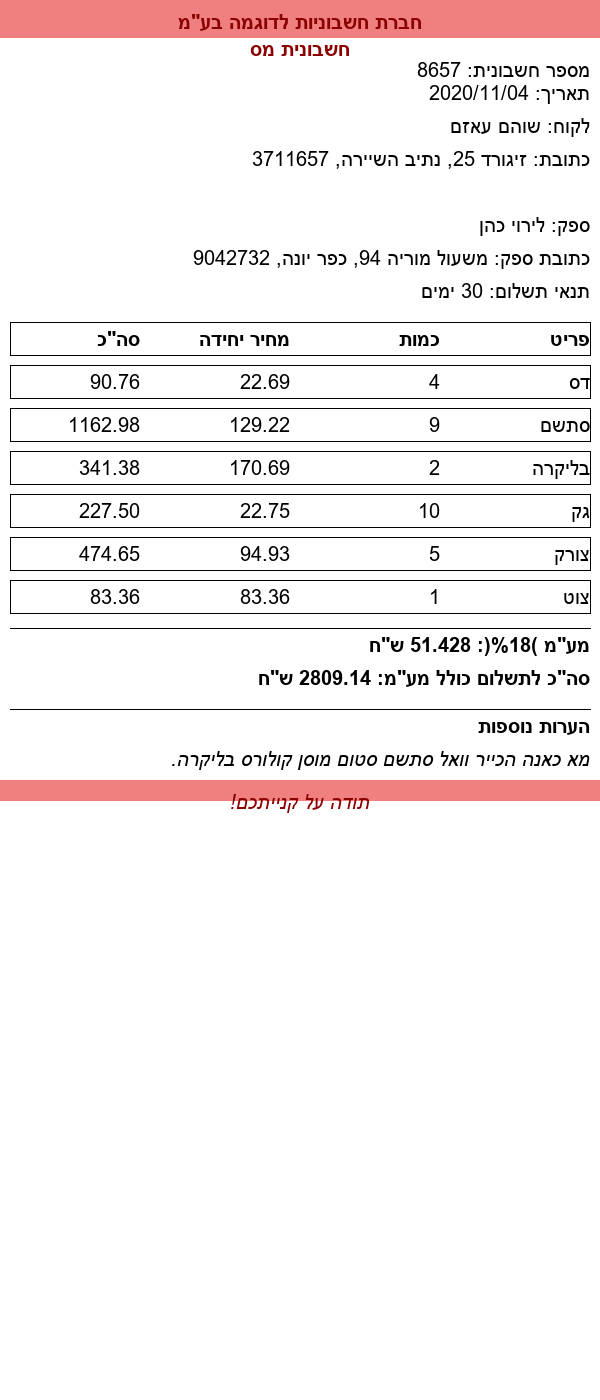 חברת חשבוניות לדוגמה בע"מ
חשבונית מס
מספר חשבונית: 8657
תאריך: 2020/11/04
לקוח: שוהם עאזם
כתובת: זיגורד 25, נתיב השיירה, 3711657
ספק: לירוי כהן
כתובת ספק: משעול מוריה 94, כפר יונה, 9042732
תנאי תשלום: 30 ימים
פריט כמות מחיר יחידה סה"כ
דס 4 22.69 90.76
סתשם 9 129.22 1162.98
בליקרה 2 170.69 341.38
גק 10 22.75 227.50
צורק 5 94.93 474.65
צוט 1 83.36 83.36
מע"מ )18%(: 51.428 ש"ח
סה"כ לתשלום כולל מע"מ: 2809.14 ש"ח
הערות נוספות
מא כאנה הכייר וואל סתשם סטום מוסן קולורס בליקרה.
תודה על קנייתכם!